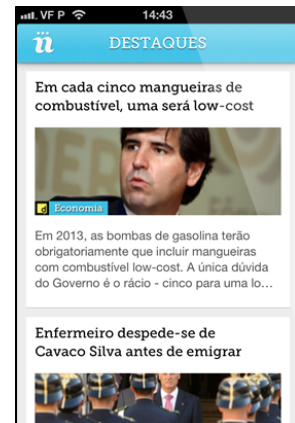 VF P 14:43
ü
DESTAQUES
Em cada cinco mangueiras de
combustível, uma será low-cost
d Economia
Em 2013, as bombas de gasolina terão
obrigatoriamente que incluir mangueiras
com combustível low-cost. A única dúvida
do Governo é o rácio - cinco para uma lo...
Enfermeiro despede-se de
Cavaco Silva antes de emigrar